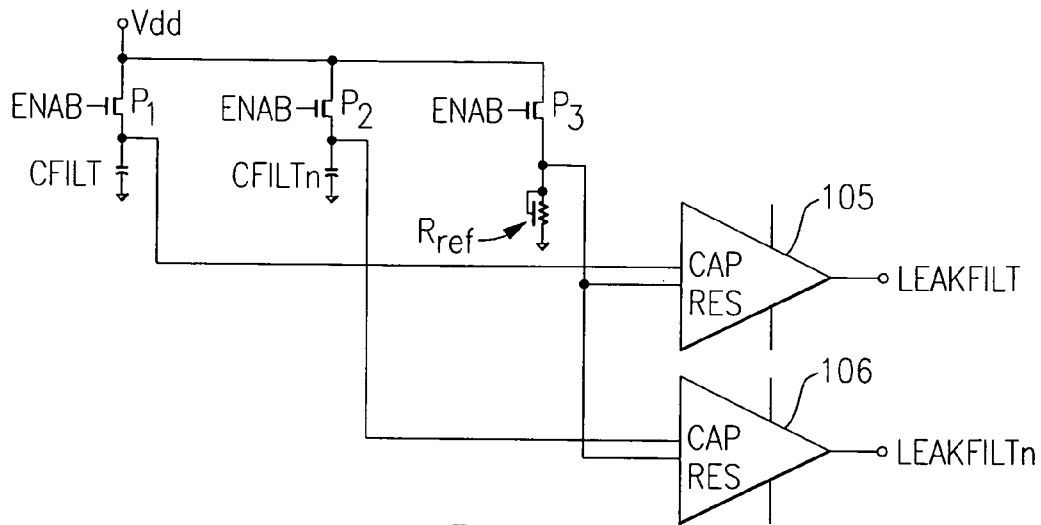 Vdd
ENAB P1 ENAB P2 ENAB P3
CFILT CFILTn
Rref
105
CAP
RES
LEAKFILT
106
CAP
RES
LEAKFILTn